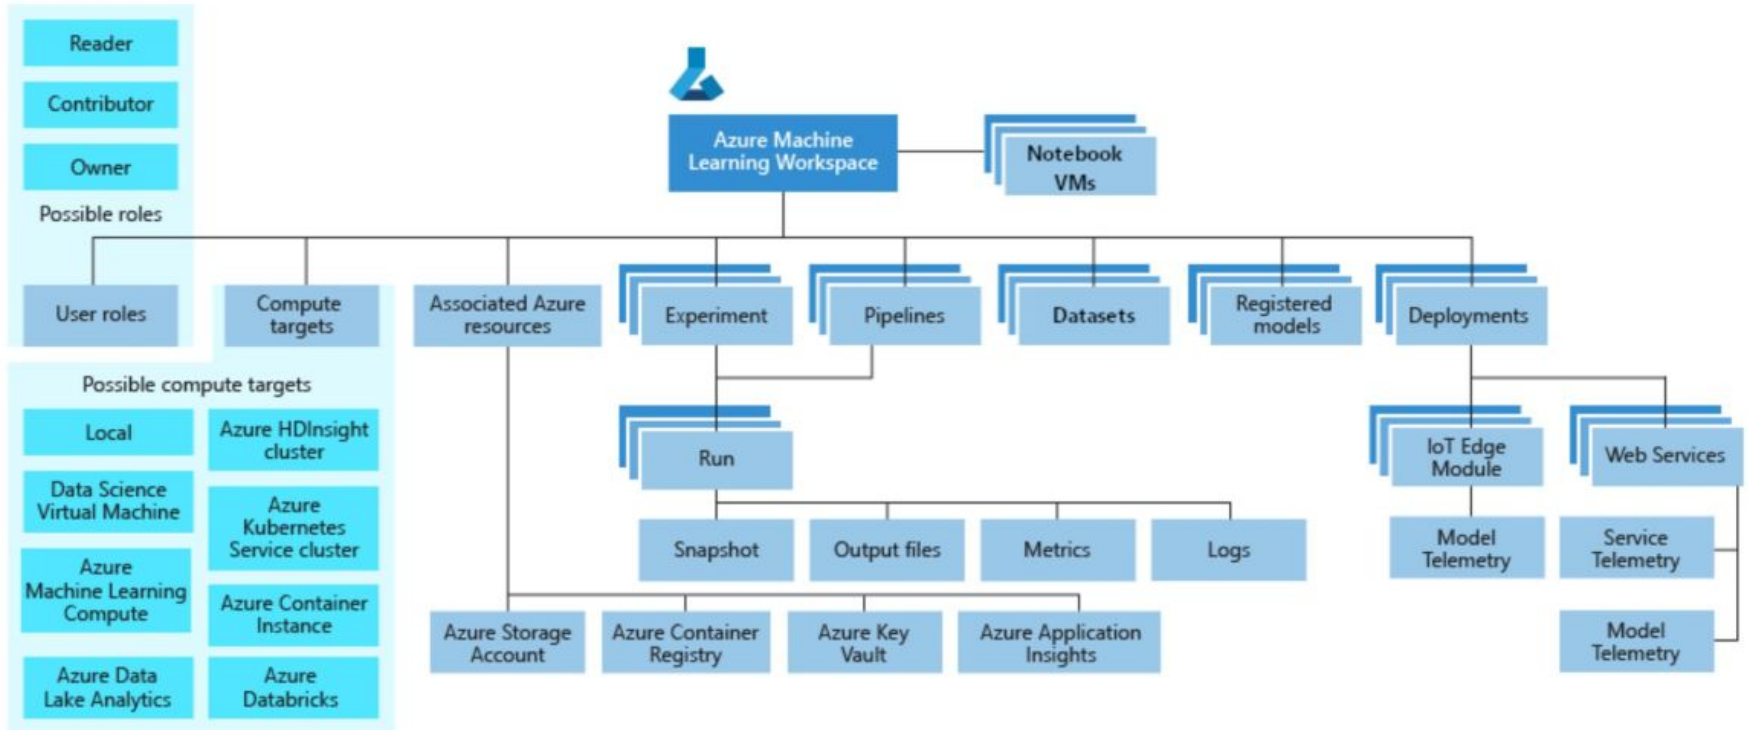 Reader
Contributor
Owner
Possible roles
Azure Machine
Learning Workspace
Notebook
VMs
User roles
Compute
targets
Associated Azure
resources
Experiment
Pipelines
Datasets
Registered
models
Deployments
Possible compute targets
Local
Azure HDInsight
cluster
Data Science
Virtual Machine
Azure
Kubernetes
Service cluster
Azure
Machine Learning
Compute
Azure Container
Instance
Azure Data
Lake Analytics
Azure
Databricks
Run
Snapshot
Output files
Metrics
Logs
Azure Storage
Account
Azure Container
Registry
Azure Key
Vault
Azure Application
Insights
IoT Edge
Module
Web Services
Model
Telemetry
Service
Telemetry
Model
Telemetry